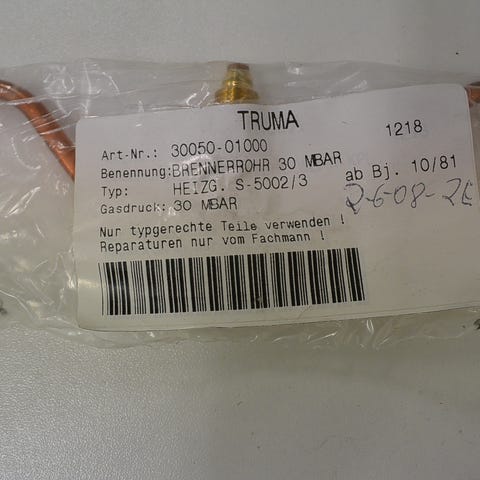 TRUMA
1218
Art-Nr.: 30050-01000
Benennung: BRENNERROHR 30 MBAR
Typ: HEIZG. S-5002/3 ab Bj. 10/81
Gasdruck: 30 MBAR
Nur typgerechte Teile verwenden !
Reparaturen nur vom Fachmann !